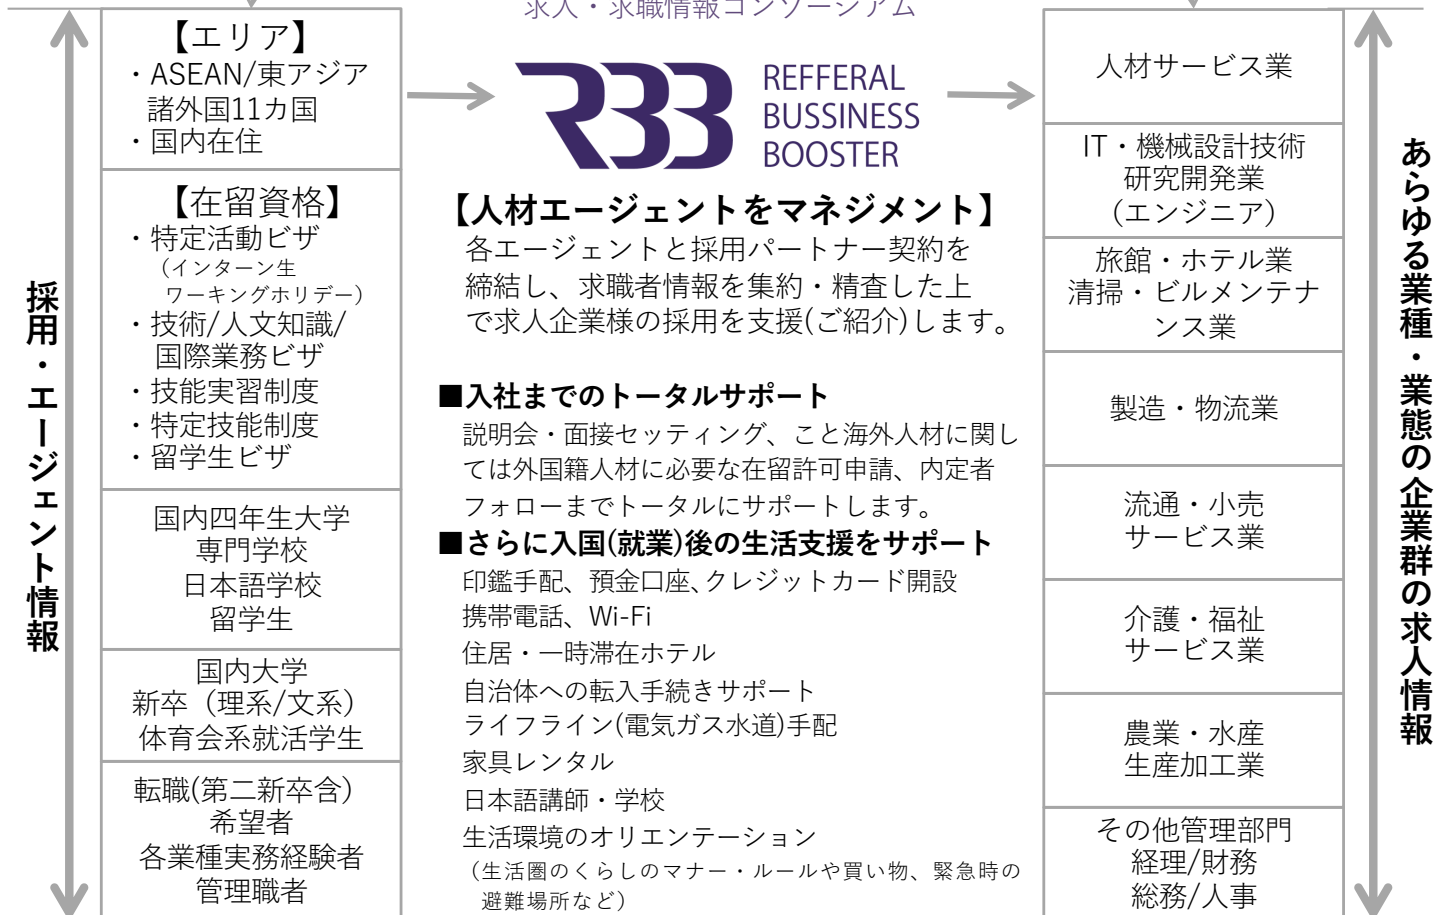 求人・求職情報コンソーシアム
採用・エージェント情報
【エリア】
・ASEAN/東アジア
諸外国11カ国
・国内在住
【在留資格】
・特定活動ビザ
（インターン生
ワーキングホリデー）
・技術/人文知識/
国際業務ビザ
・技能実習制度
・特定技能制度
・留学生ビザ
国内四年生大学
専門学校
日本語学校
留学生
国内大学
新卒（理系/文系）
体育会系就活学生
転職(第二新卒含)
希望者
各業種実務経験者
管理職者
RBB
REFFERAL
BUSSINESS
BOOSTER
【人材エージェントをマネジメント】
各エージェントと採用パートナー契約を
締結し、求職者情報を集約・精査した上
で求人企業様の採用を支援(ご紹介)します。
■入社までのトータルサポート
説明会・面接セッティング、こと海外人材に関し
ては外国籍人材に必要な在留許可申請、内定者
フォローまでトータルにサポートします。
■さらに入国(就業)後の生活支援をサポート
印鑑手配、預金口座、クレジットカード開設
携帯電話、Wi-Fi
住居・一時滞在ホテル
自治体への転入手続きサポート
ライフライン(電気ガス水道)手配
家具レンタル
日本語講師・学校
生活環境のオリエンテーション
（生活圏のくらしのマナー・ルールや買い物、緊急時の
避難場所など）
人材サービス業
IT・機械設計技術
研究開発業
（エンジニア）
旅館・ホテル業
清掃・ビルメンテナ
ンス業
製造・物流業
流通・小売
サービス業
介護・福祉
サービス業
農業・水産
生産加工業
その他管理部門
経理/財務
総務/人事
あらゆる業種・業態の企業群の求人情報